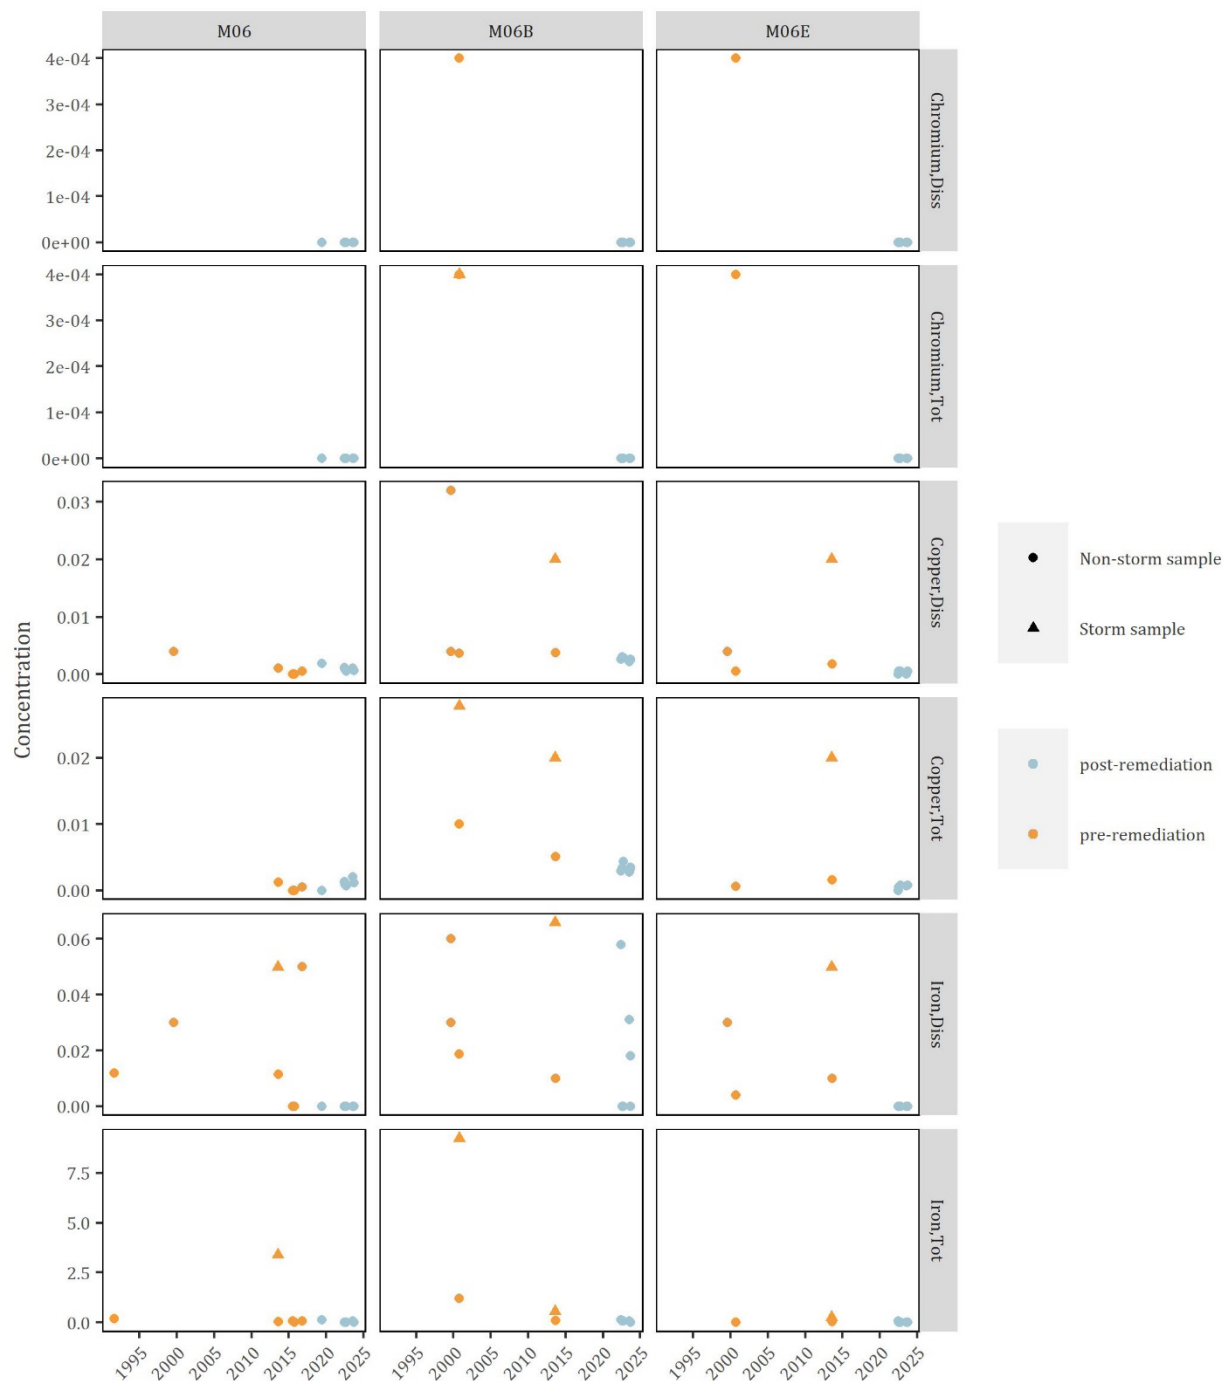 M06 M06B M06E
4e-04
3e-04
2e-04
1e-04
0e+00
Chromium,Diss
4e-04
3e-04
2e-04
1e-04
0e+00
Chromium,Tot
0.03
0.02
0.01
0.00
Copper,Diss
0.02
0.01
0.00
Copper,Tot
0.06
0.04
0.02
0.00
Iron,Diss
7.5
5.0
2.5
0.0
Iron,Tot
Concentration
1995 2000 2005 2010 2015 2020 2025 1995 2000 2005 2010 2015 2020 2025 1995 2000 2005 2010 2015 2020 2025
Non-storm sample
Storm sample
post-remediation
pre-remediation